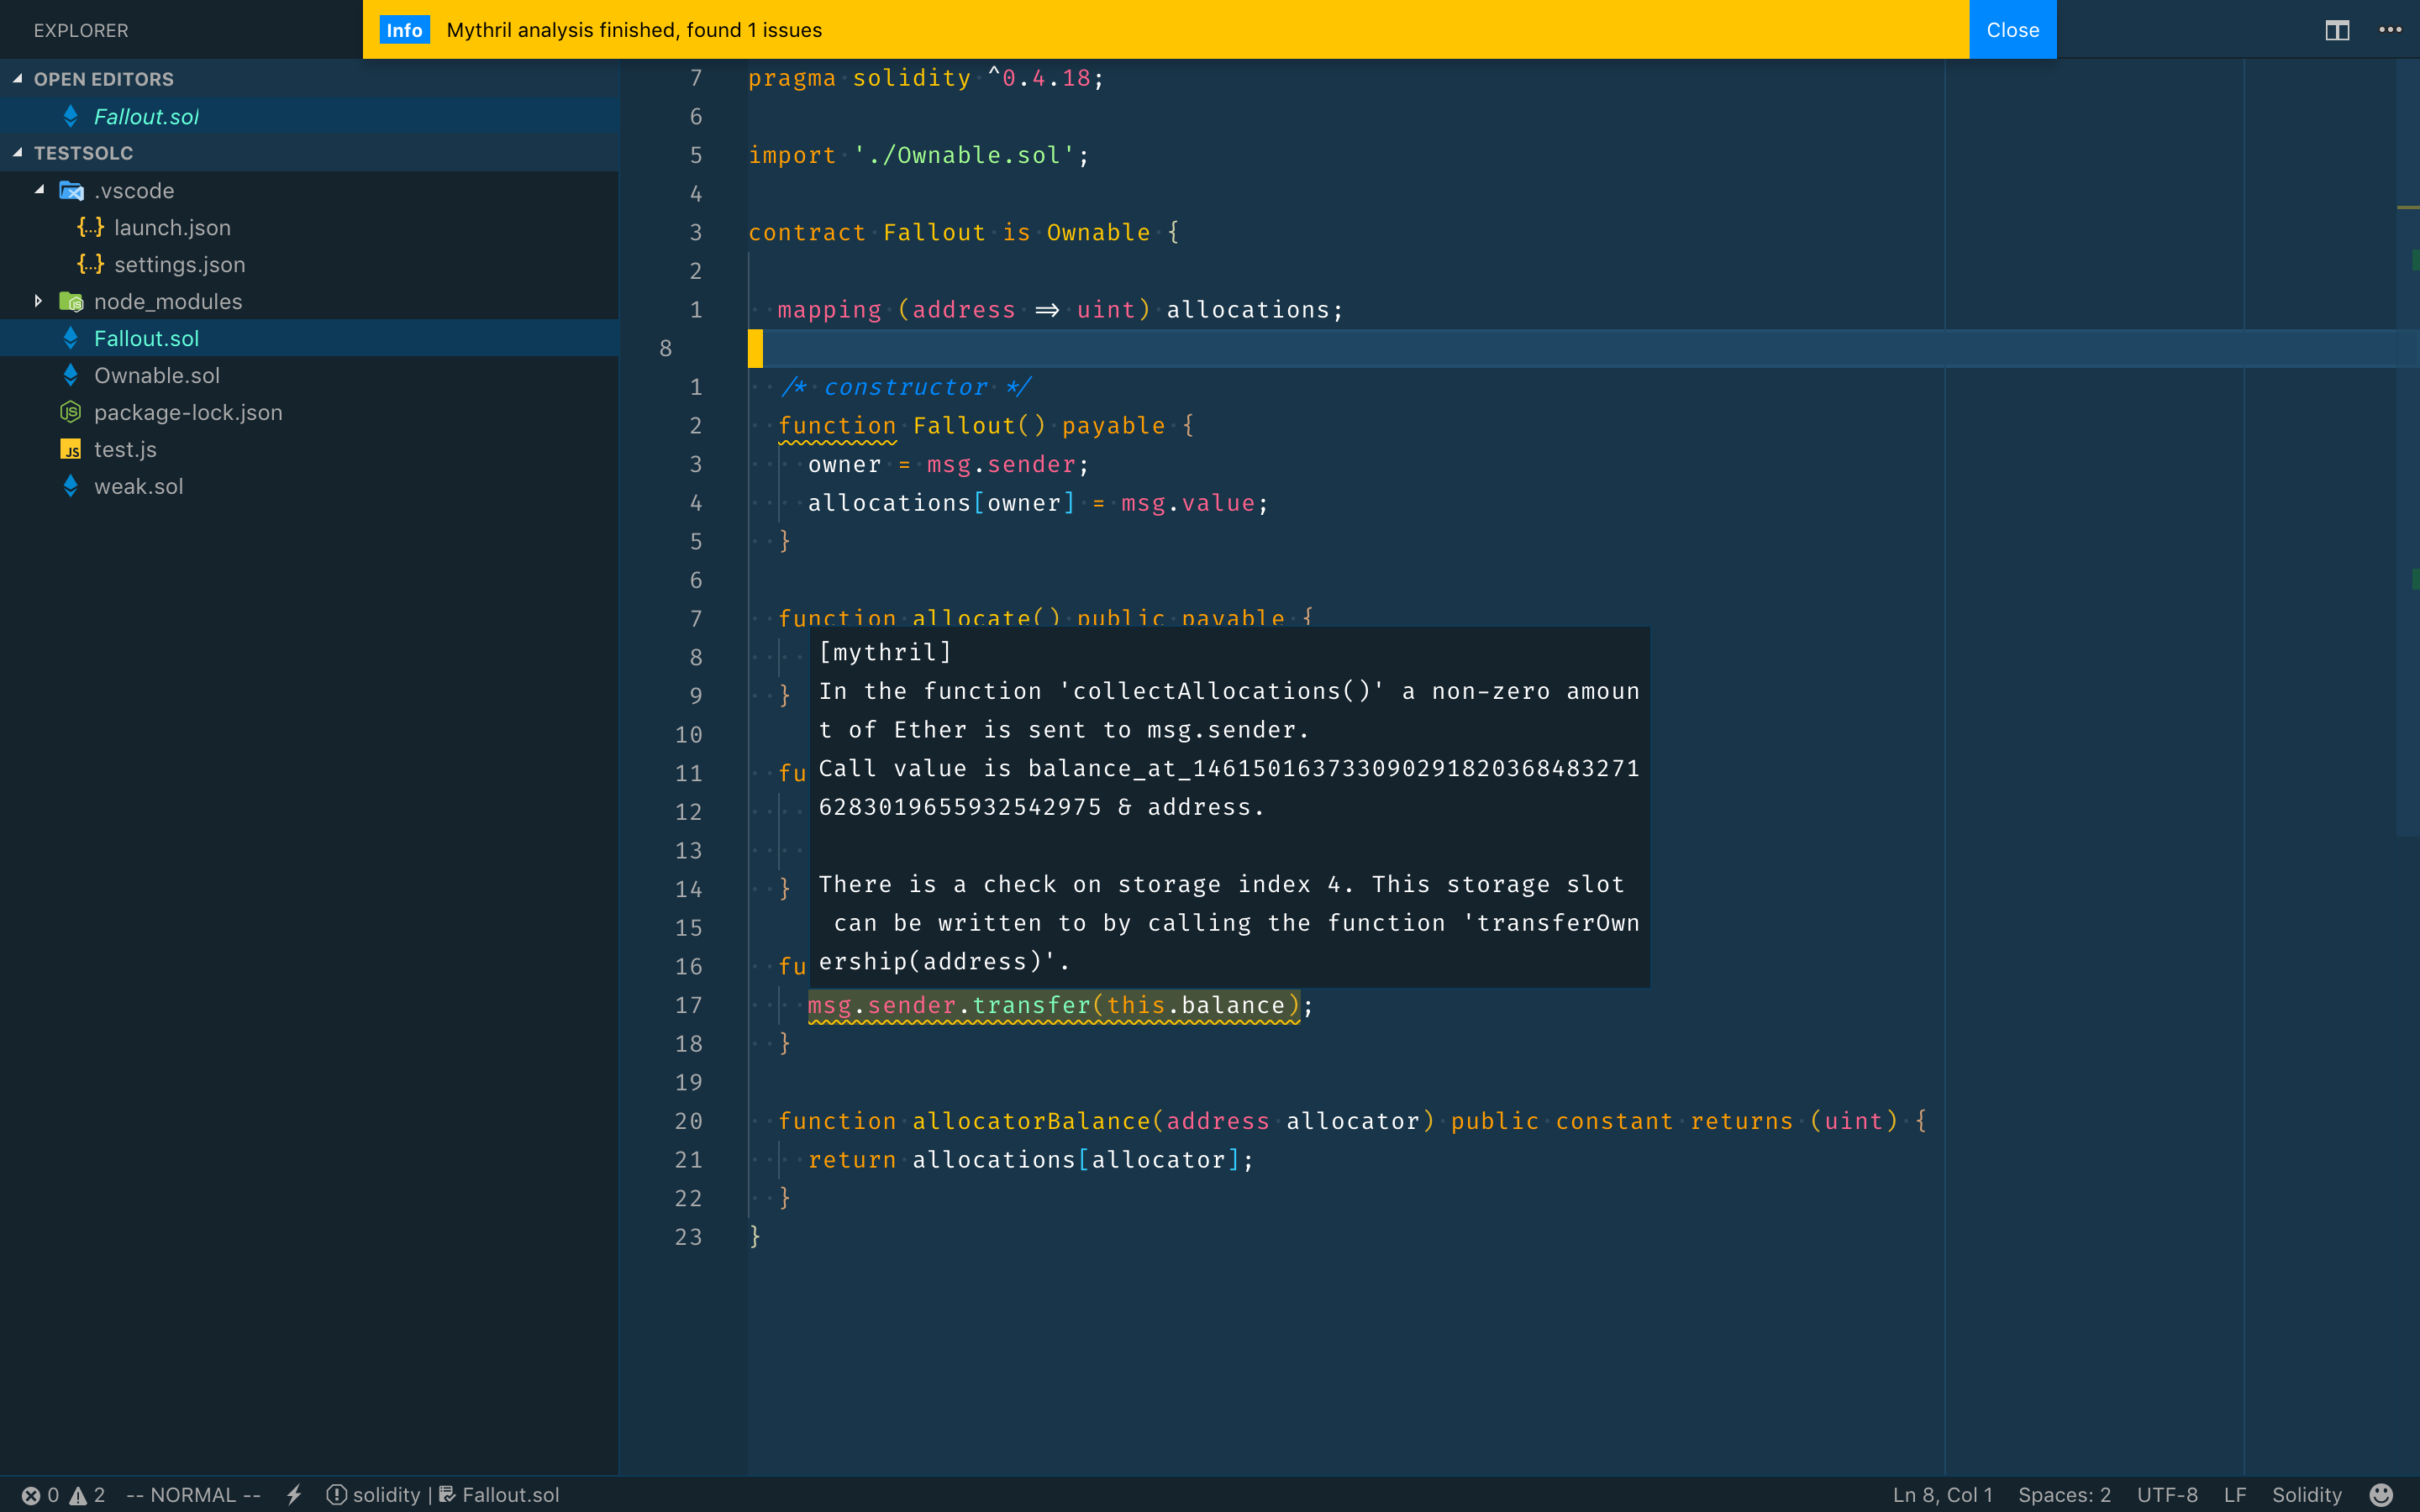 EXPLORER
Info Mythril analysis finished, found 1 issues Close
OPEN EDITORS
Fallout.sol
TESTSOLC
.vscode
{..} launch.json
{..} settings.json
node_modules
Fallout.sol
Ownable.sol
package-lock.json
JS test.js
weak.sol
7 pragma solidity ^0.4.18;
6
5 import './Ownable.sol';
4
3 contract Fallout is Ownable {
2
1 mapping (address => uint) allocations;
8
1 /* constructor */
2 function Fallout() payable {
3 owner = msg.sender;
4 allocations[owner] = msg.value;
5 }
6
7 function allocate() public payable {
8
9 }
10
11 fu
12
13
14 }
15
16 fu
[mythril]
In the function 'collectAllocations()' a non-zero amoun
t of Ether is sent to msg.sender.
Call value is balance_at_1461501637330902918203684832716
6283019655932542975 & address.
There is a check on storage index 4. This storage slot
can be written to by calling the function 'transferOwn
ership(address)'.
17 msg.sender.transfer(this.balance);
18 }
19
20 function allocatorBalance(address allocator) public constant returns (uint) {
21 return allocations[allocator];
22 }
23 }
0 2 -- NORMAL -- solidity | Fallout.sol
Ln 8, Col 1 Spaces: 2 UTF-8 LF Solidity